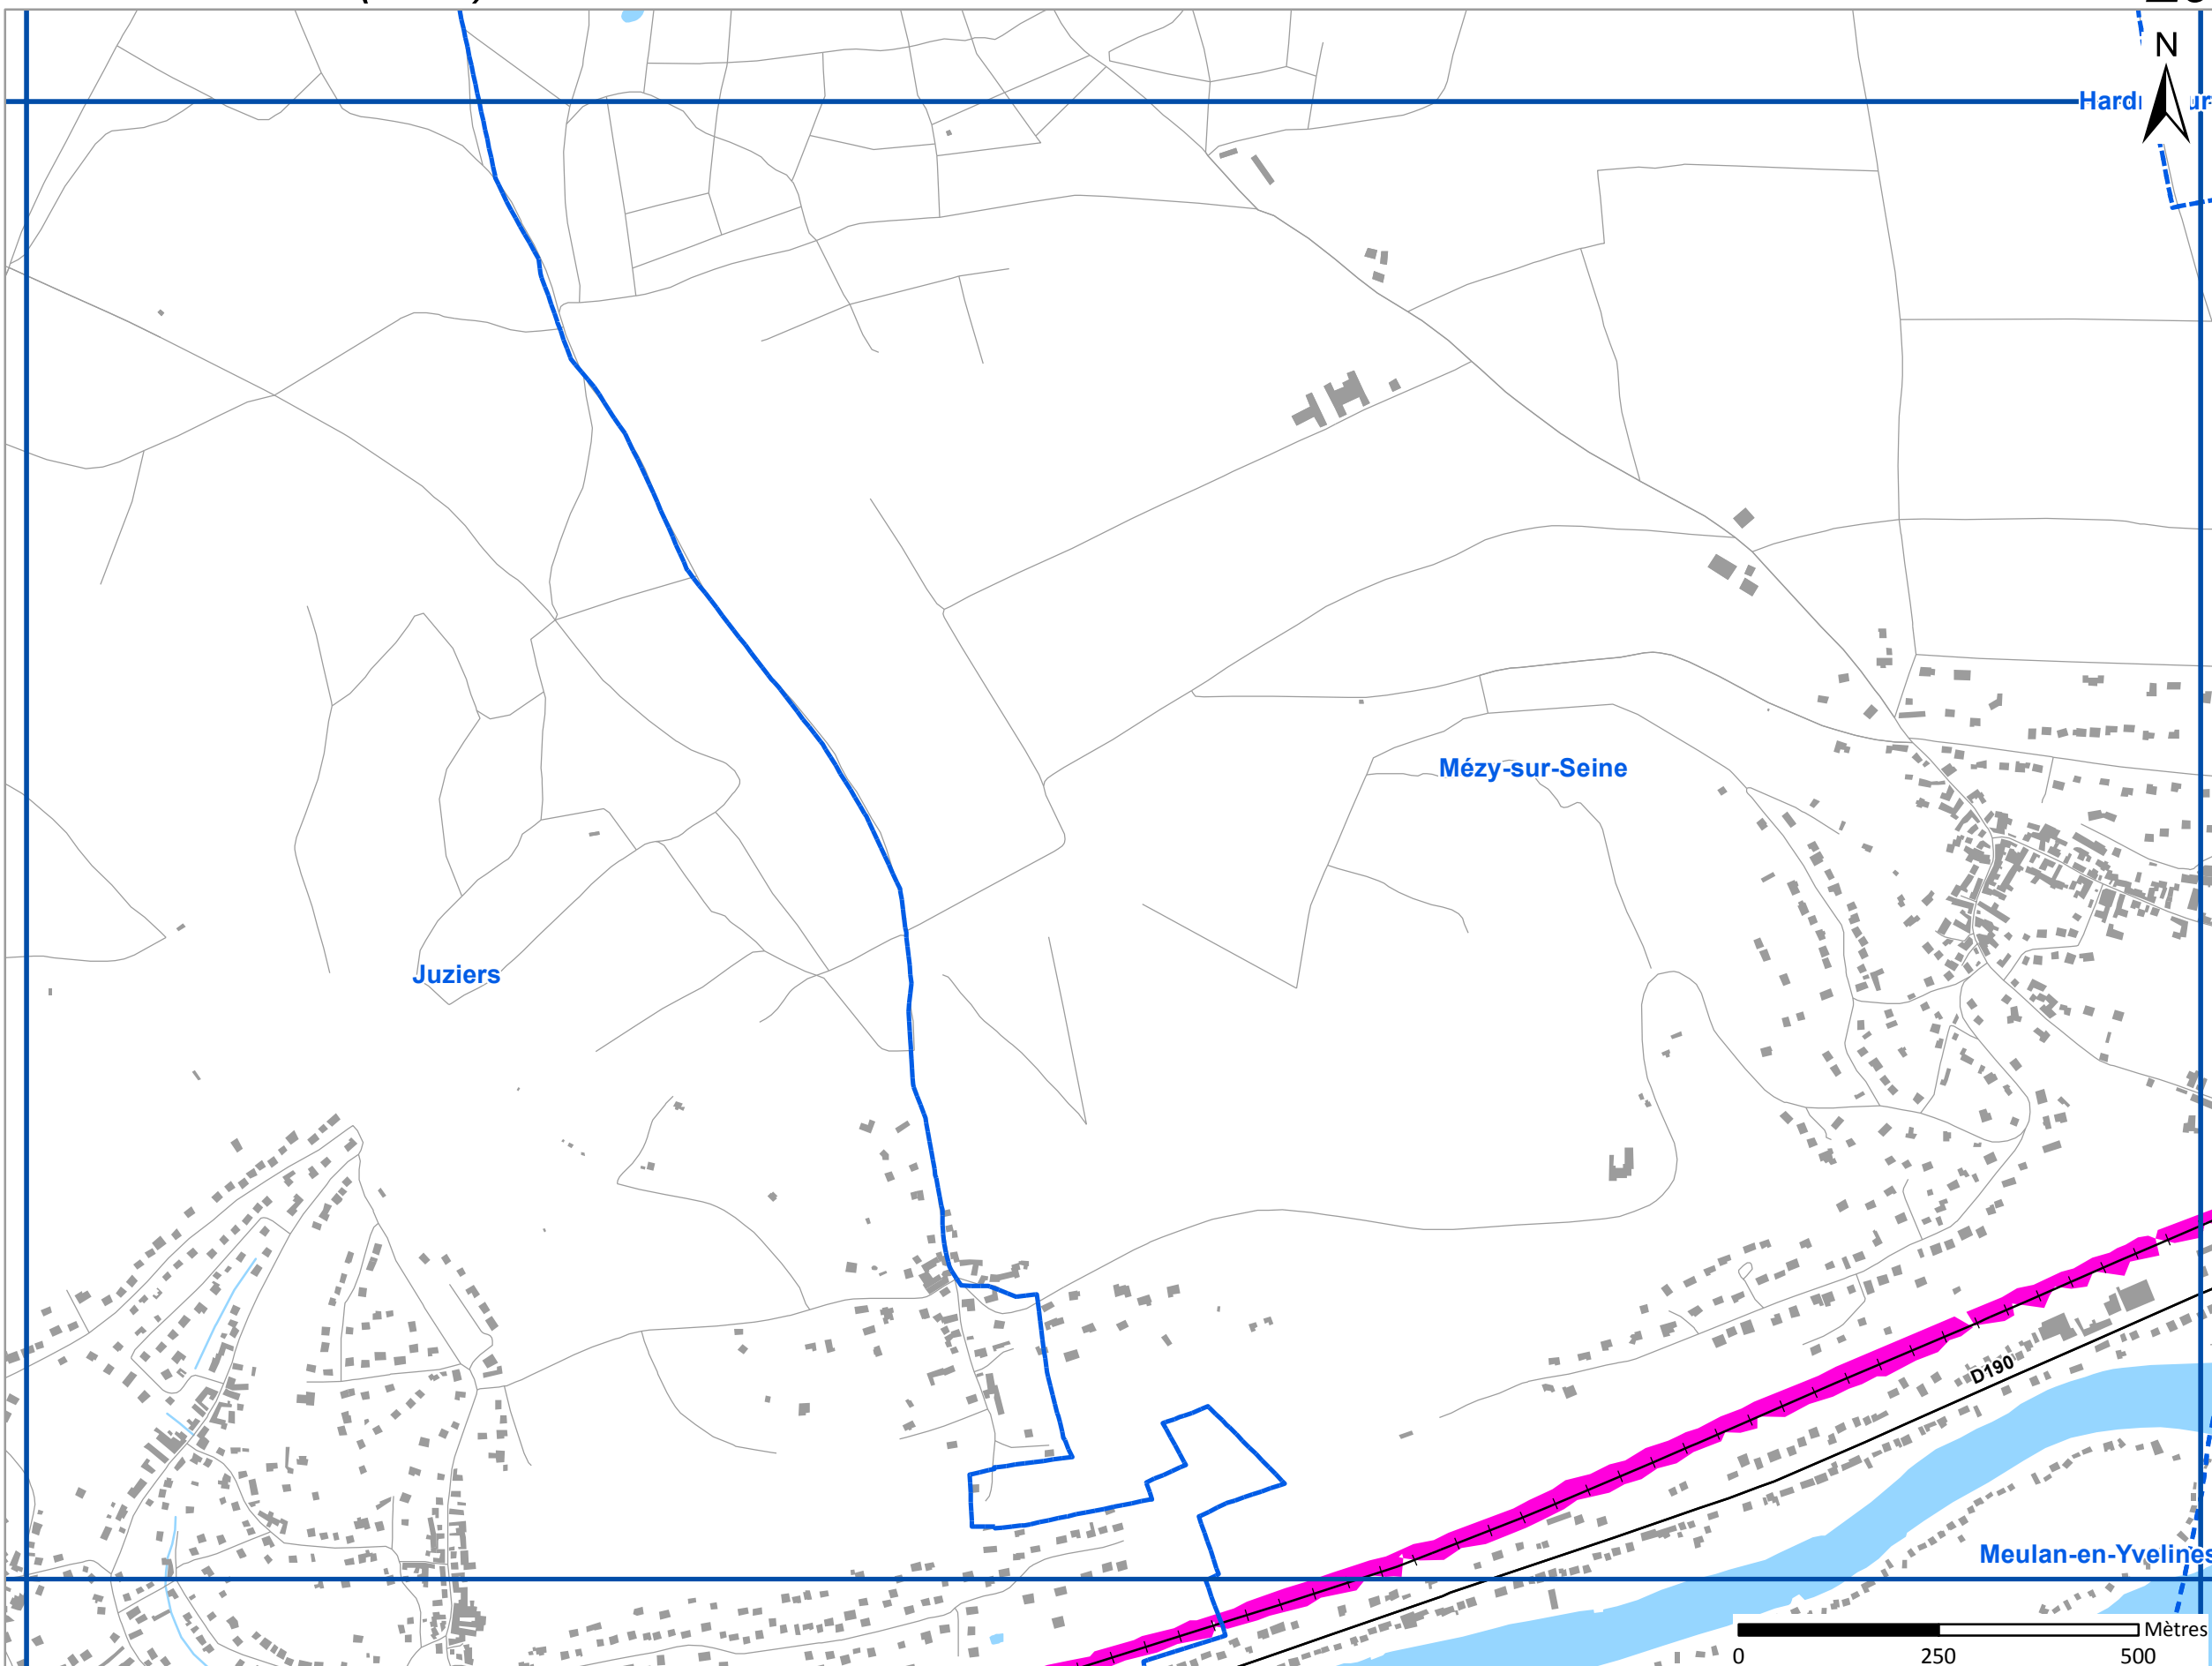 N
Mézy-sur-Seine
Juziers
D190
Meulan-en-Yvelines
Mètres
0 250 500